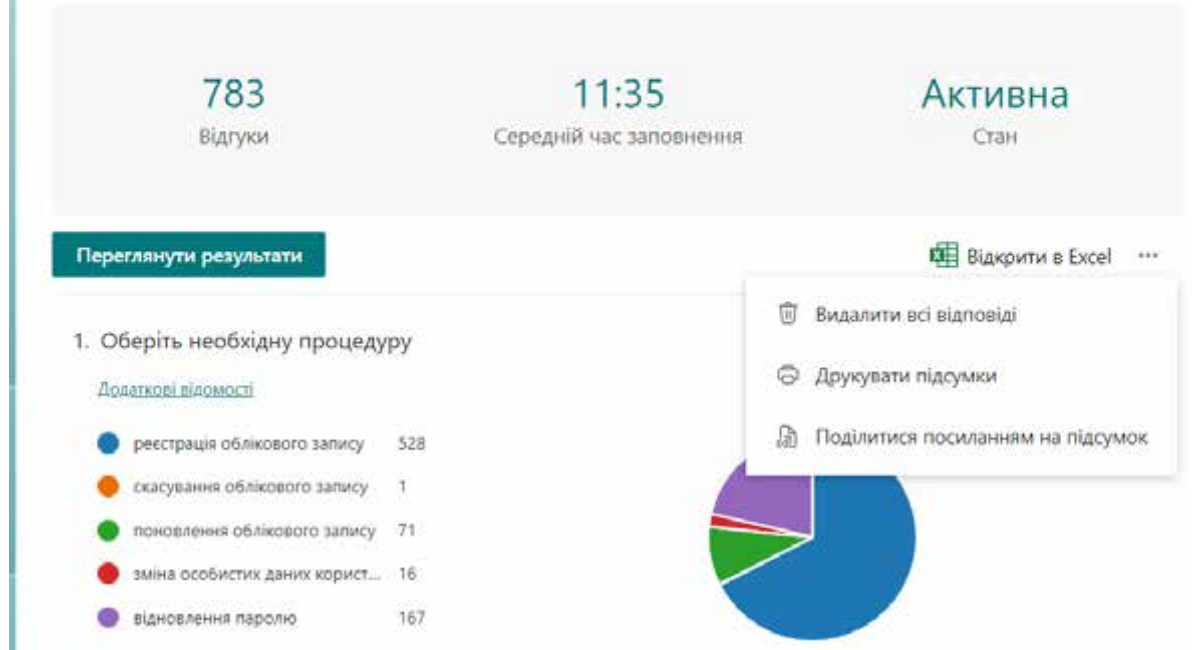 783
11:35
Активна
Відгуки
Середній час заповнення
Стан
Переглянути результати
Відкрити в Excel ...
Видалити всі відповіді
1. Оберіть необхідну процедуру
Друкувати підсумки
Додаткові відомості
Поділитися посиланням на підсумок
реєстрація облікового запису 528
скасування облікового запису 1
поновлення облікового запису 71
зміна особистих даних корист... 16
відновлення паролю 167